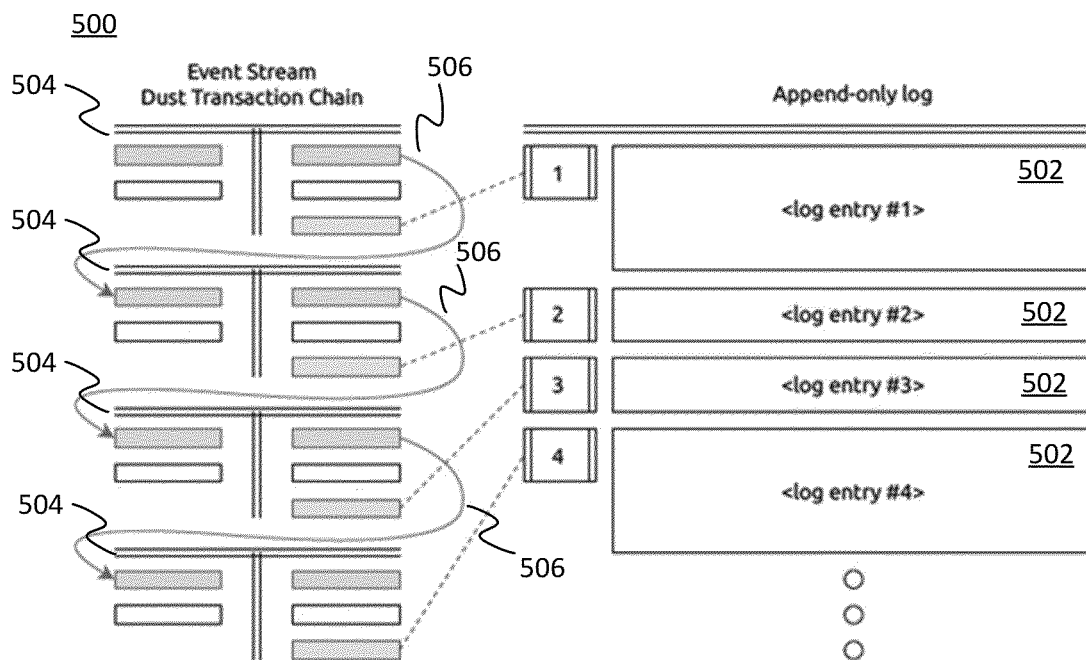 500
504
Event Stream
Dust Transaction Chain
506
Append-only log
1
502
<log entry #1>
504
506
2
<log entry #2>
502
504
3
<log entry #3>
502
4
502
<log entry #4>
504
506